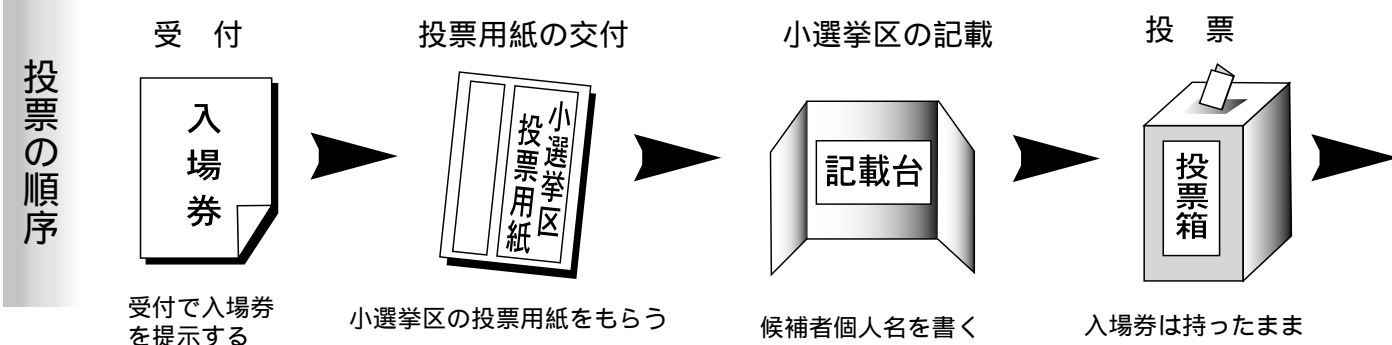 投票の順序
受 付
入場券
受付で入場券
を提示する
投票用紙の交付
小選挙区
投票用紙
小選挙区の投票用紙をもらう
小選挙区の記載
記載台
候補者個人名を書く
投 票
投票箱
入場券は持ったまま